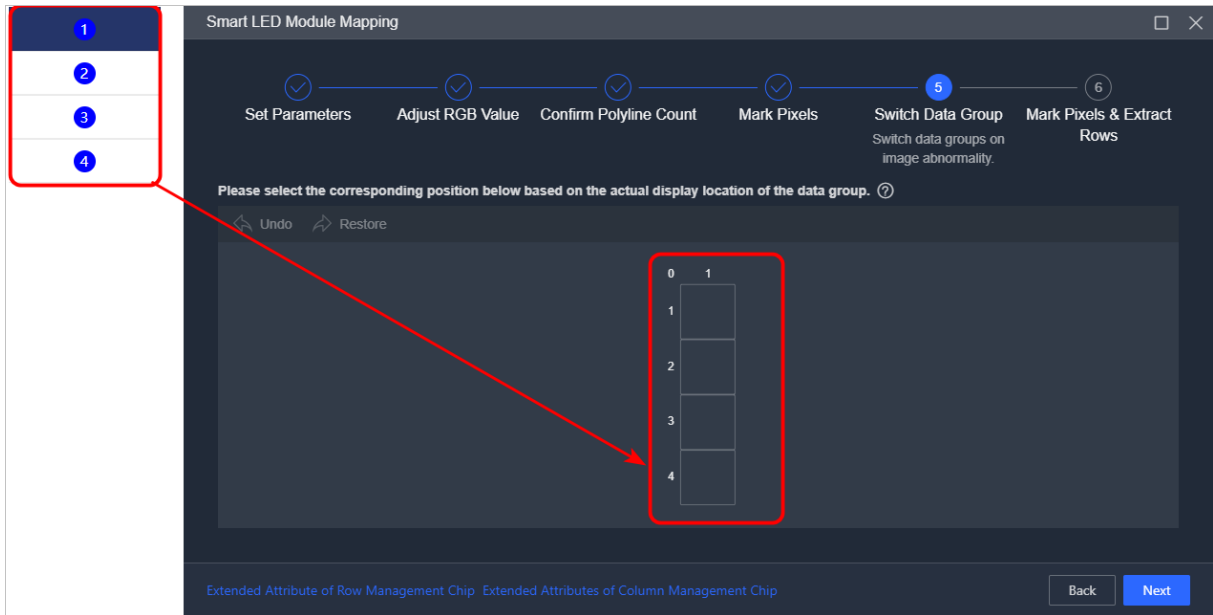 1
2
3
4
Smart LED Module Mapping
5
6
Set Parameters
Adjust RGB Value
Confirm Polyline Count
Mark Pixels
Switch Data Group
Mark Pixels & Extract
Rows
Switch data groups on
image abnormality.
Please select the corresponding position below based on the actual display location of the data group. ?
Undo Restore
0 1
1
2
3
4
Extended Attribute of Row Management Chip Extended Attributes of Column Management Chip
Back Next